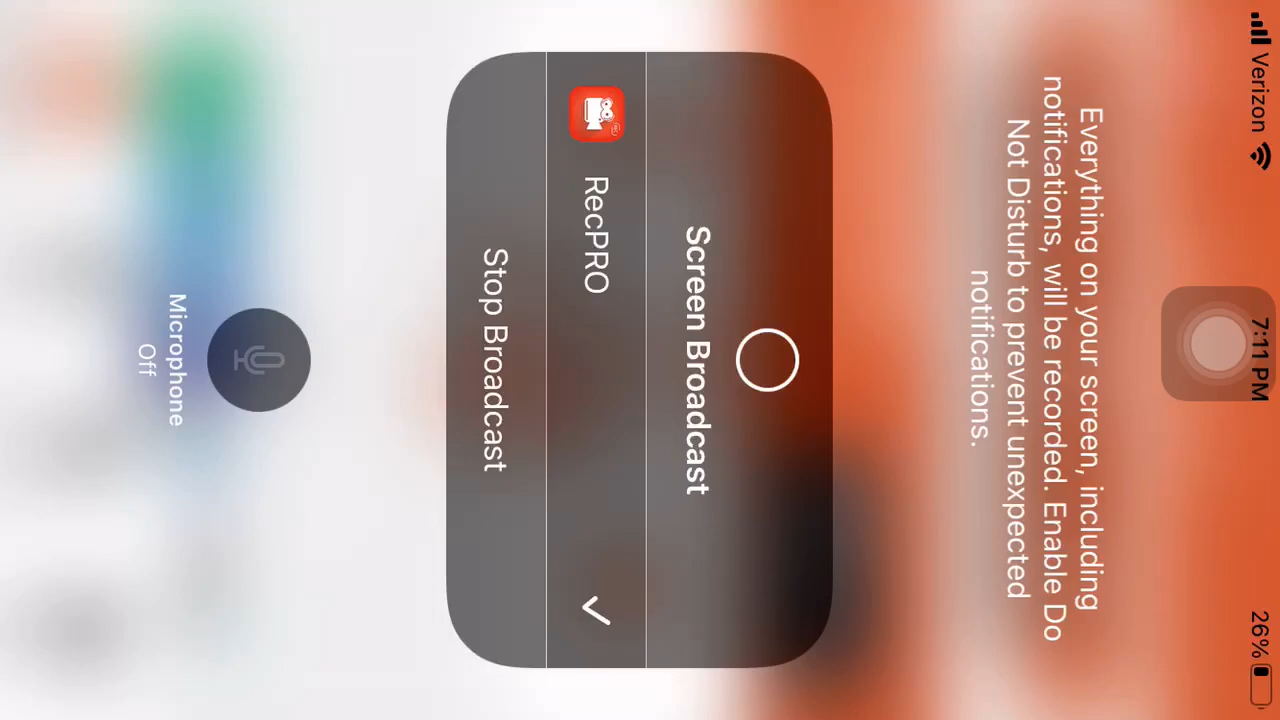 Verizon 7:11 PM 26%
Everything on your screen, including
notifications, will be recorded. Enable Do
Not Disturb to prevent unexpected
notifications.
Screen Broadcast
RecPRO
Stop Broadcast
Microphone
Off